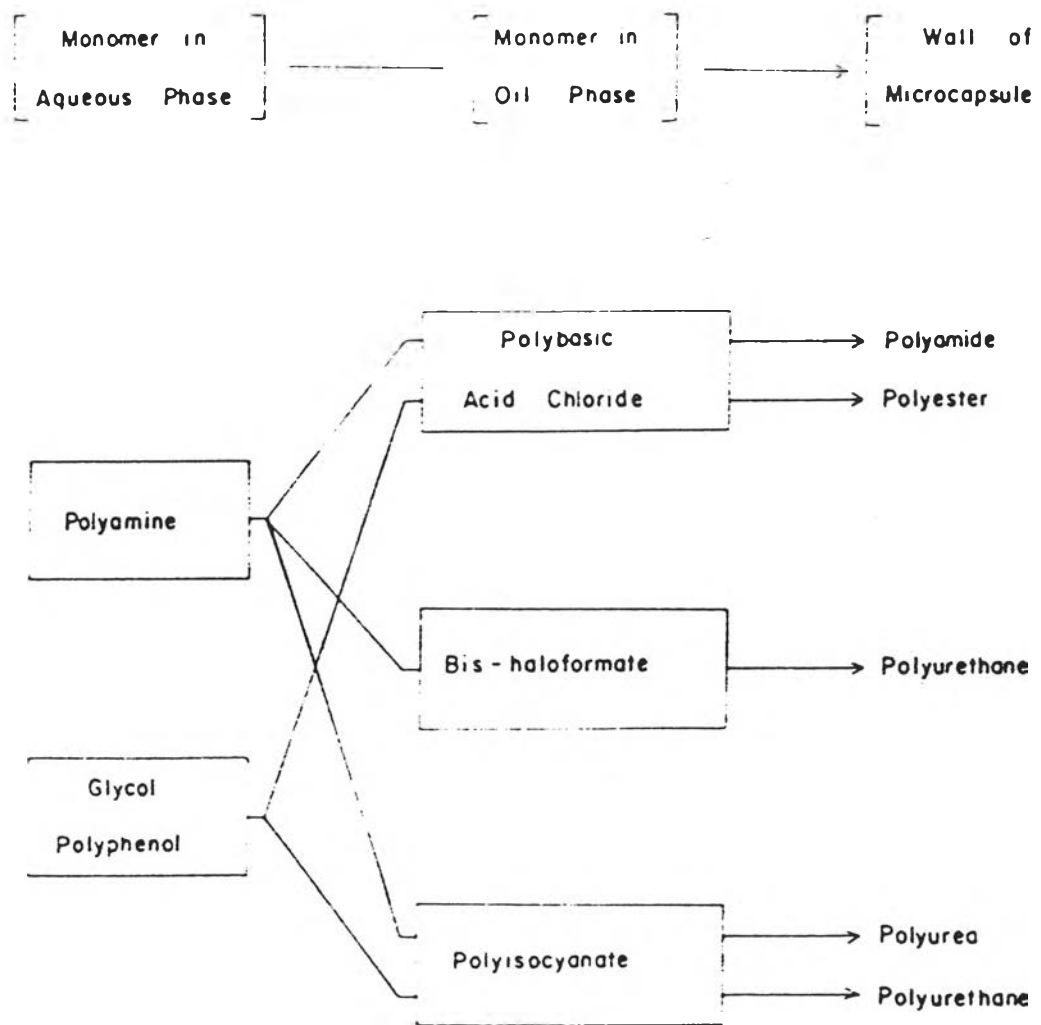 Monomer in
Aqueous Phase
Monomer in
Oil Phase
Wall of
Microcapsule
Polybasic
Acid Chloride
Polyamide
Polyester
Polyamine
Bis-haloformate
Polyurethane
Glycol
Polyphenol
Polyisocyanate
Polyurea
Polyurethane